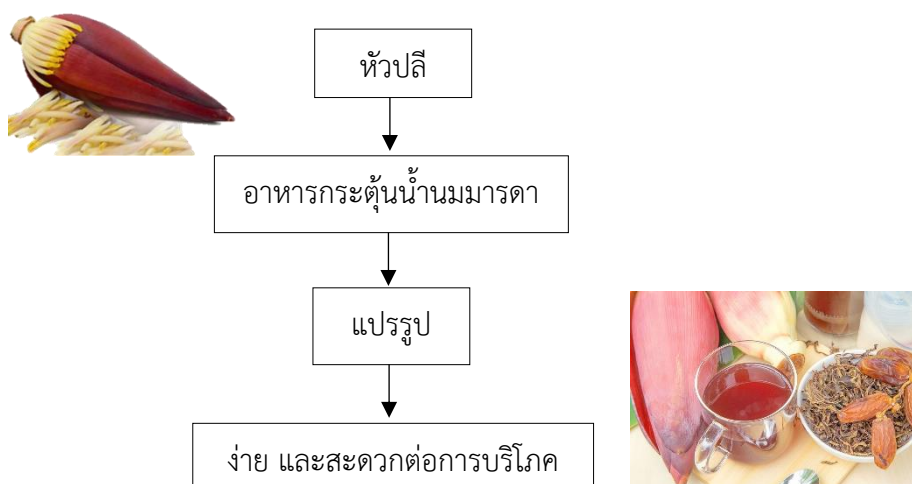 หัวปลี
อาหารกระตุ้นน้ำนมมารดา
แปรรูป
ง่าย และสะดวกต่อการบริโภค